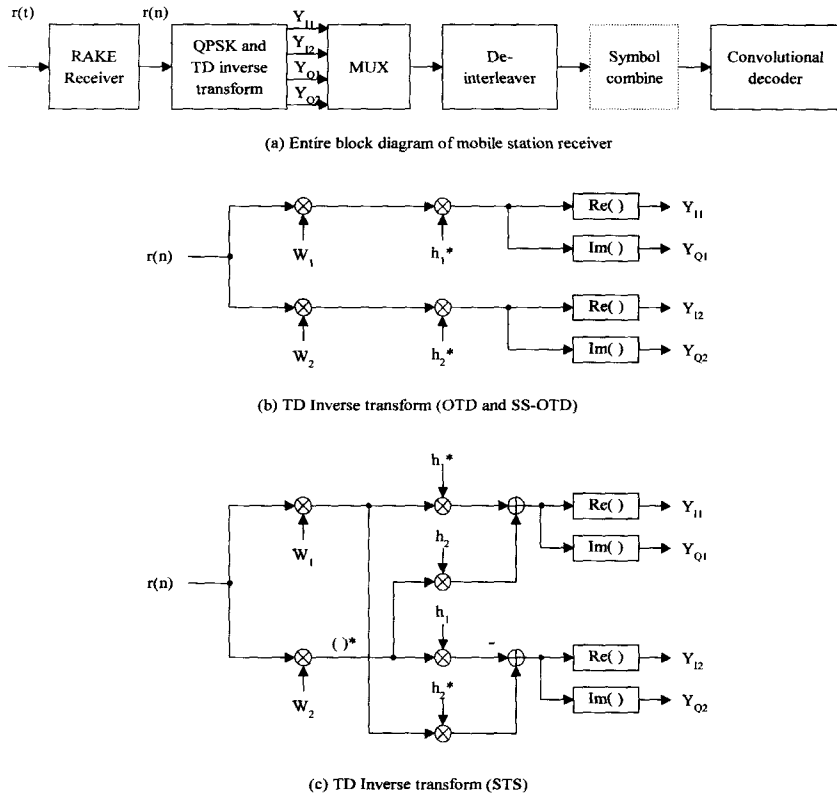 r(t)
r(n)
RAKE Receiver
QPSK and TD inverse transform
Y_I1
Y_I2
Y_Q1
Y_Q2
MUX
De-interleaver
Symbol combine
Convolutional decoder
(a) Entire block diagram of mobile station receiver
r(n)
W_1
h_1*
Re( )
Y_I1
Im( )
Y_Q1
W_2
h_2*
Re( )
Y_I2
Im( )
Y_Q2
(b) TD Inverse transform (OTD and SS-OTD)
r(n)
W_1
h_1*
h_2
Re( )
Y_I1
Im( )
Y_Q1
W_2
( )*
h_1
-
h_2*
Re( )
Y_I2
Im( )
Y_Q2
(c) TD Inverse transform (STS)